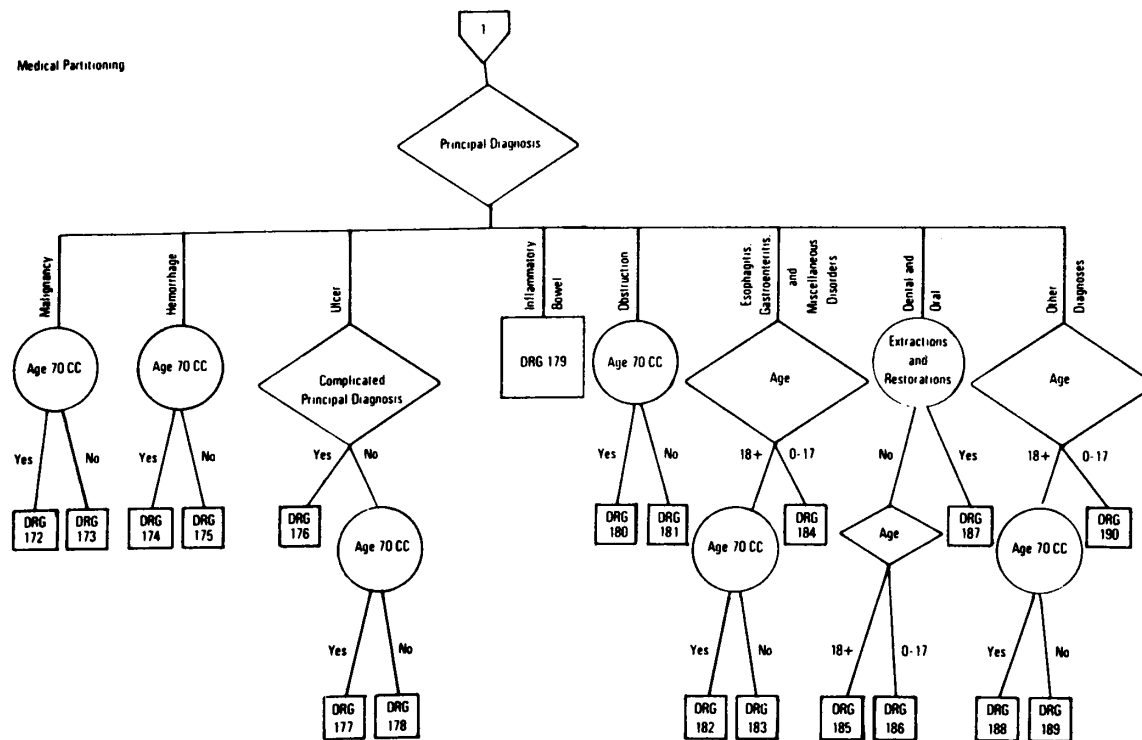 1
Medical Partitioning
Principal Diagnosis
Malignancy
Hemorrhage
Ulcer
Inflammatory
Bowel
Obstruction
Esophagitis,
Gastroenteritis,
and
Miscellaneous
Disorders
Dental and
Oral
Other
Diagnoses
Age 70 CC
Age 70 CC
Complicated
Principal Diagnosis
DRG 179
Age 70 CC
Age
Extractions
and
Restorations
Age
Yes
No
Yes
No
Yes
No
Yes
No
18+
0-17
No
Yes
18+
0-17
DRG
172
DRG
173
DRG
174
DRG
175
DRG
176
Age 70 CC
DRG
180
DRG
181
Age 70 CC
DRG
184
Age
DRG
187
Age 70 CC
DRG
190
Yes
No
Yes
No
18+
0-17
Yes
No
DRG
177
DRG
178
DRG
182
DRG
183
DRG
185
DRG
186
DRG
188
DRG
189